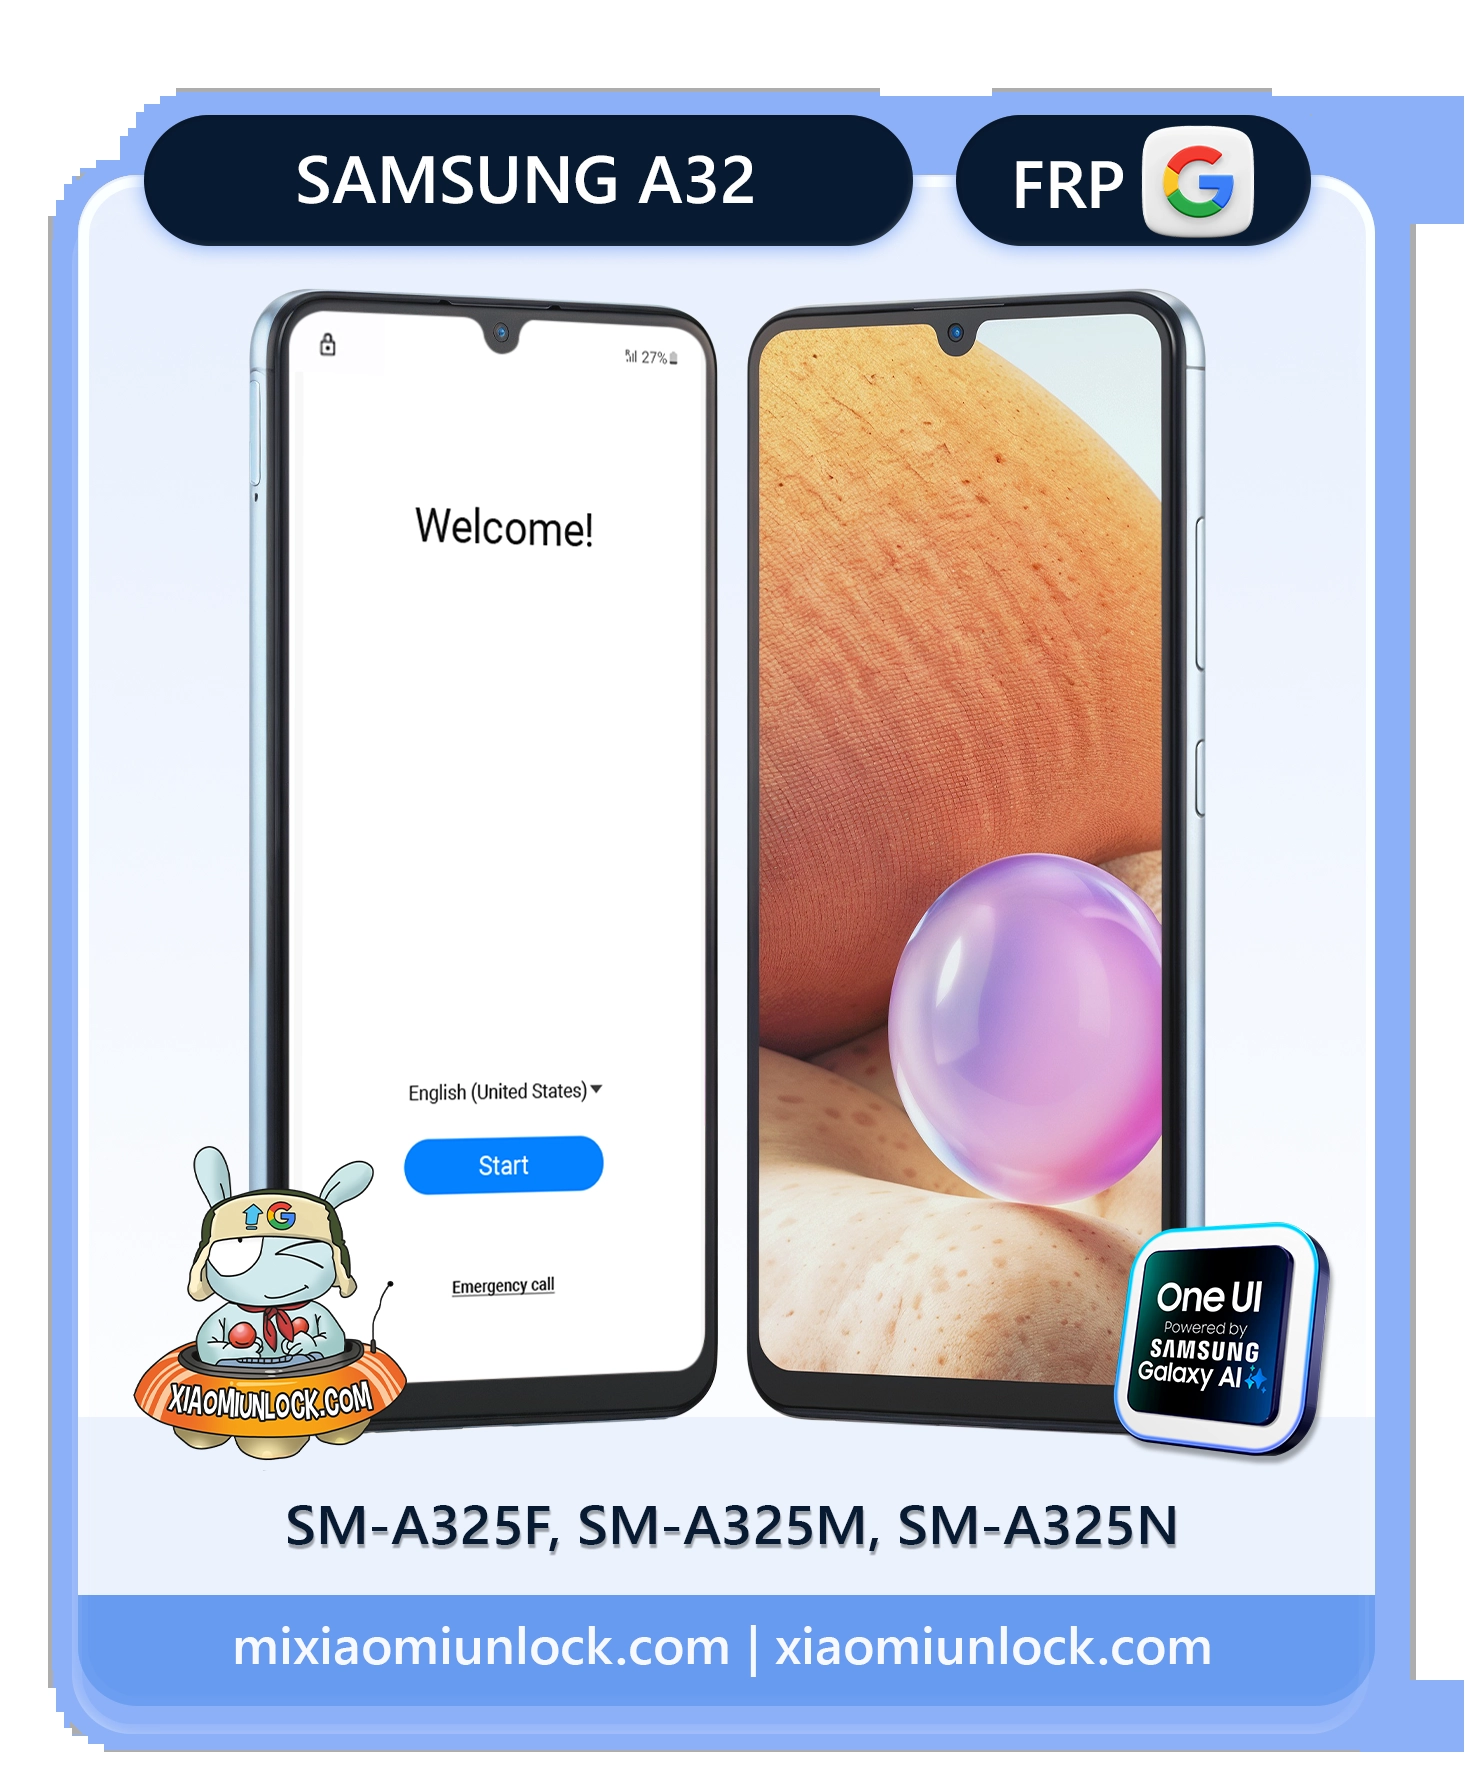 SAMSUNG A32
FRP G
27%
Welcome!
English (United States)
Start
Emergency call
G
XIAOMIUNLOCK.COM
One UI
Powered by
SAMSUNG
Galaxy AI
SM-A325F, SM-A325M, SM-A325N
mixiaomiunlock.com | xiaomiunlock.com